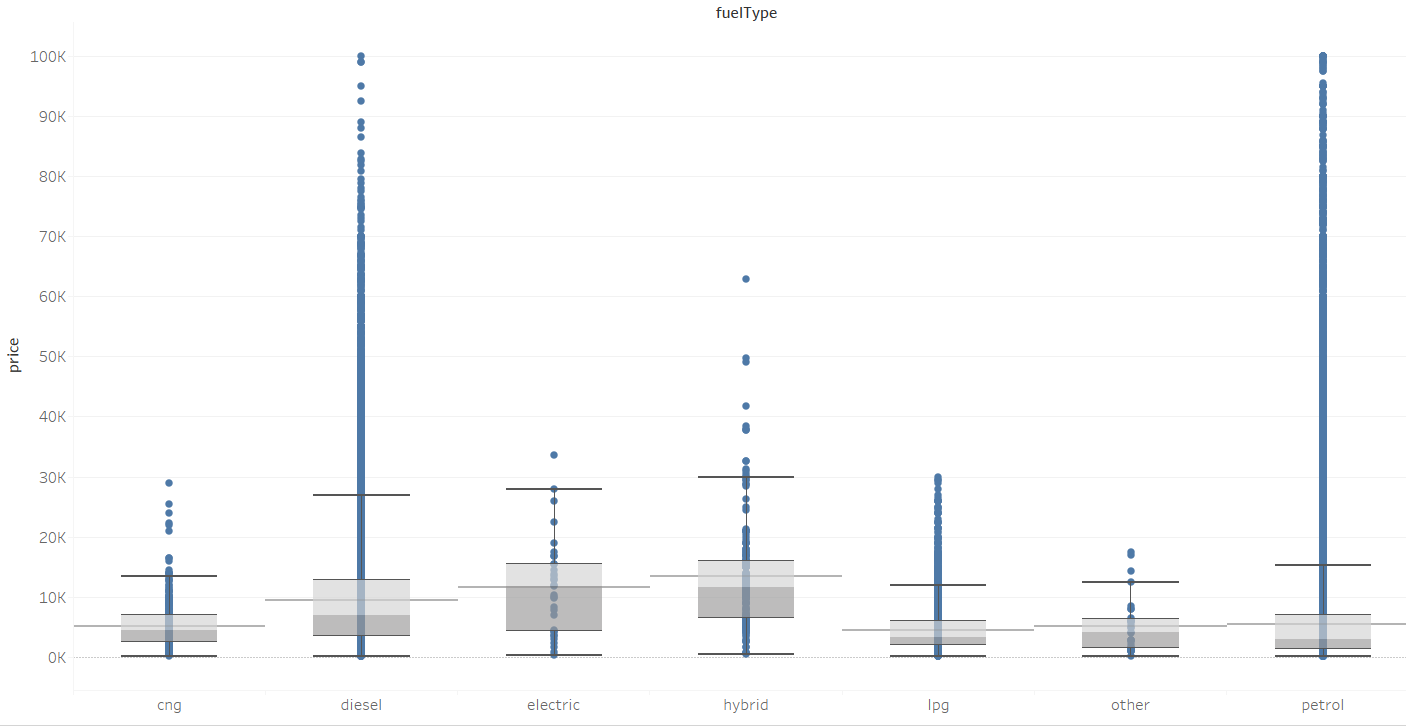 fuelType
100K
90K
80K
70K
60K
50K
40K
30K
20K
10K
0K
price
cng diesel electric hybrid lpg other petrol